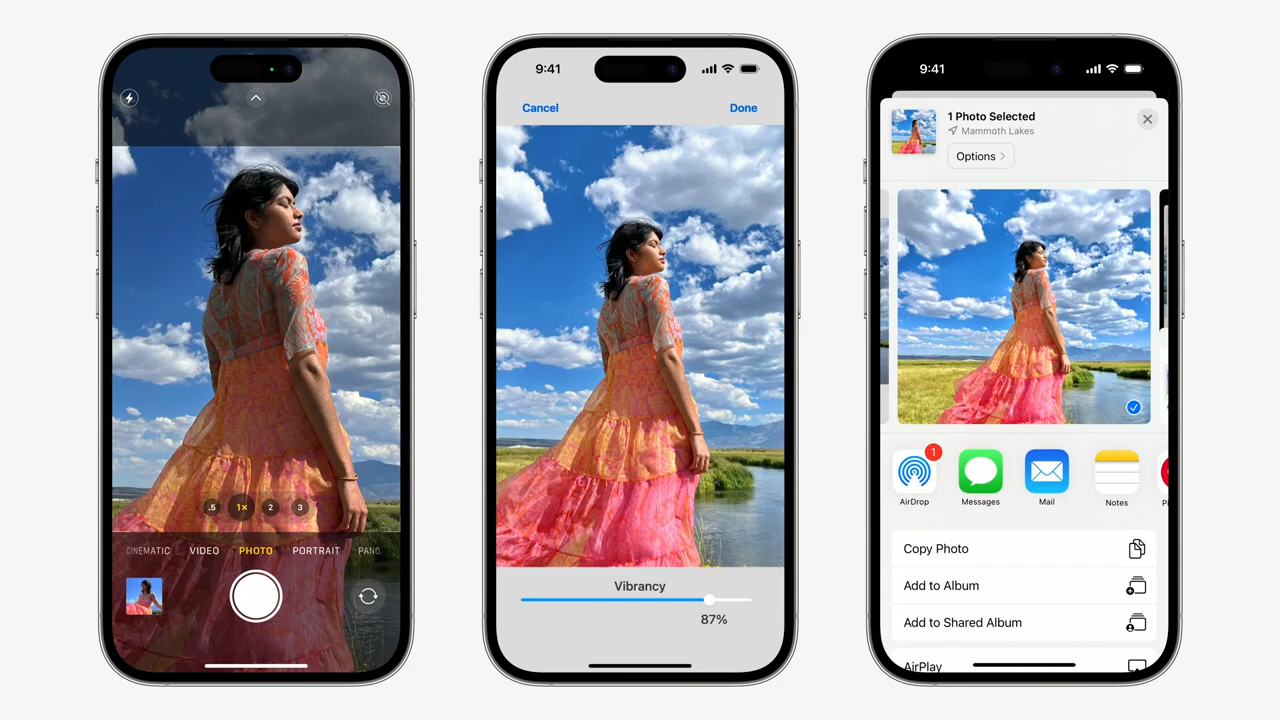 .5
1×
2
3
CINEMATIC VIDEO PHOTO PORTRAIT PANO
9:41
Cancel Done
Vibrancy
87%
9:41
1 Photo Selected
Mammoth Lakes
Options
1
AirDrop Messages Mail Notes Pi
Copy Photo
Add to Album
Add to Shared Album
AirPlay